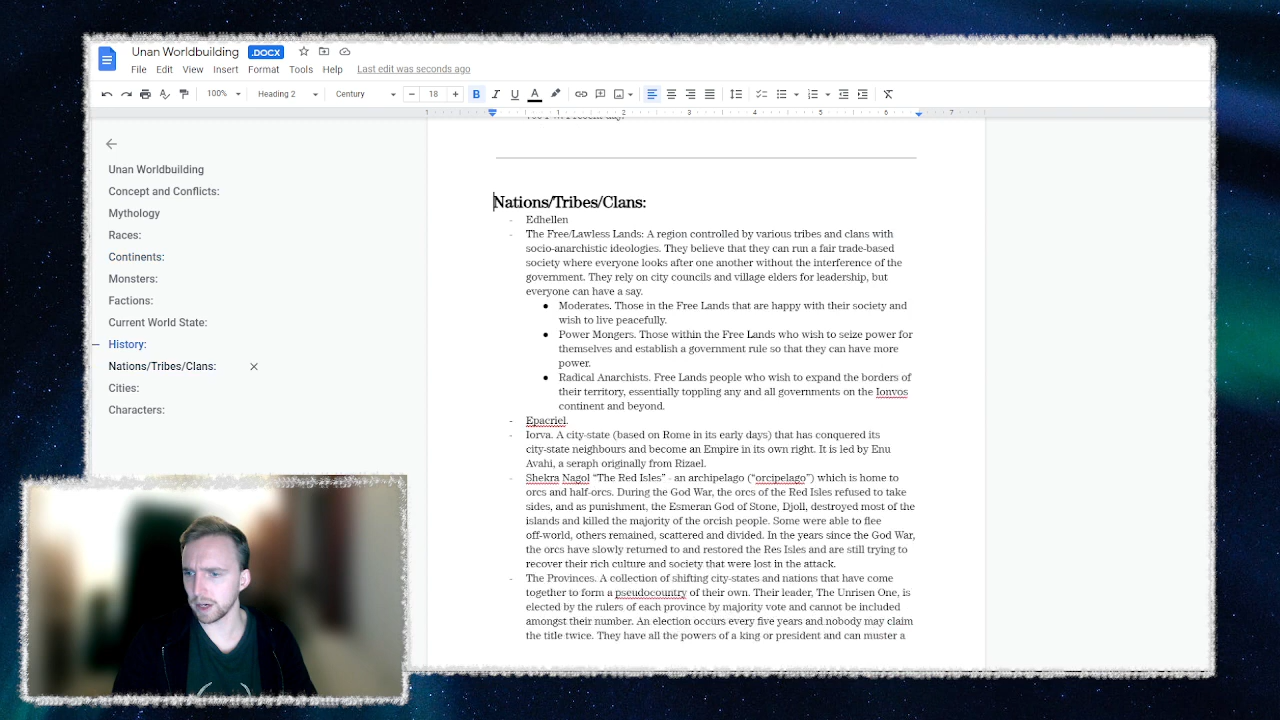 Unan Worldbuilding .DOCX
File Edit View Insert Format Tools Help Last edit was seconds ago
100% Heading 2 Century 18 B I U A
1 1 2 3 4 5 6 7
Unan Worldbuilding
Concept and Conflicts:
Mythology
Races:
Continents:
Monsters:
Factions:
Current World State:
History:
Nations/Tribes/Clans:
Cities:
Characters:
Nations/Tribes/Clans:
- Edhellen
- The Free/Lawless Lands: A region controlled by various tribes and clans with
socio-anarchistic ideologies. They believe that they can run a fair trade-based
society where everyone looks after one another without the interference of the
government. They rely on city councils and village elders for leadership, but
everyone can have a say.
● Moderates. Those in the Free Lands that are happy with their society and
wish to live peacefully.
● Power Mongers. Those within the Free Lands who wish to seize power for
themselves and establish a government rule so that they can have more
power.
● Radical Anarchists. Free Lands people who wish to expand the borders of
their territory, essentially toppling any and all governments on the Ionvos
continent and beyond.
- Epacriel.
- Iorva. A city-state (based on Rome in its early days) that has conquered its
city-state neighbours and become an Empire in its own right. It is led by Enu
Avahi, a seraph originally from Rizael.
- Shekra Nagol “The Red Isles” - an archipelago (“orcipelago”) which is home to
orcs and half-orcs. During the God War, the orcs of the Red Isles refused to take
sides, and as punishment, the Esmeran God of Stone, Djoll, destroyed most of the
islands and killed the majority of the orcish people. Some were able to flee
off-world, others remained, scattered and divided. In the years since the God War,
the orcs have slowly returned to and restored the Res Isles and are still trying to
recover their rich culture and society that were lost in the attack.
- The Provinces. A collection of shifting city-states and nations that have come
together to form a pseudocountry of their own. Their leader, The Unrisen One, is
elected by the rulers of each province by majority vote and cannot be included
amongst their number. An election occurs every five years and nobody may claim
the title twice. They have all the powers of a king or president and can muster a